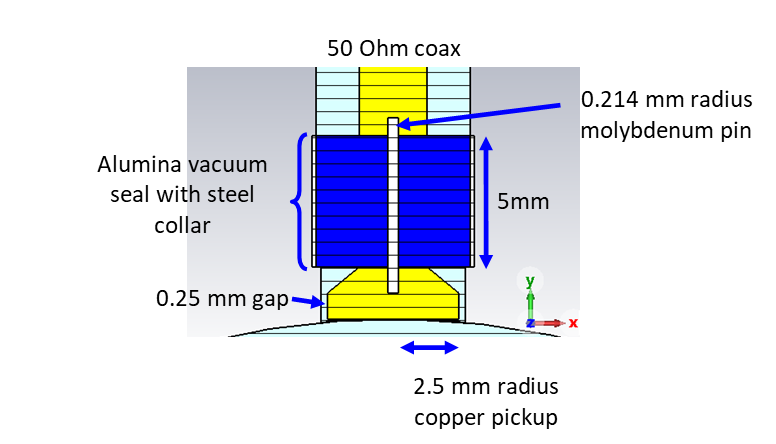 50 Ohm coax
0.214 mm radius
molybdenum pin
Alumina vacuum
seal with steel
collar
5mm
0.25 mm gap
y
z
x
2.5 mm radius
copper pickup